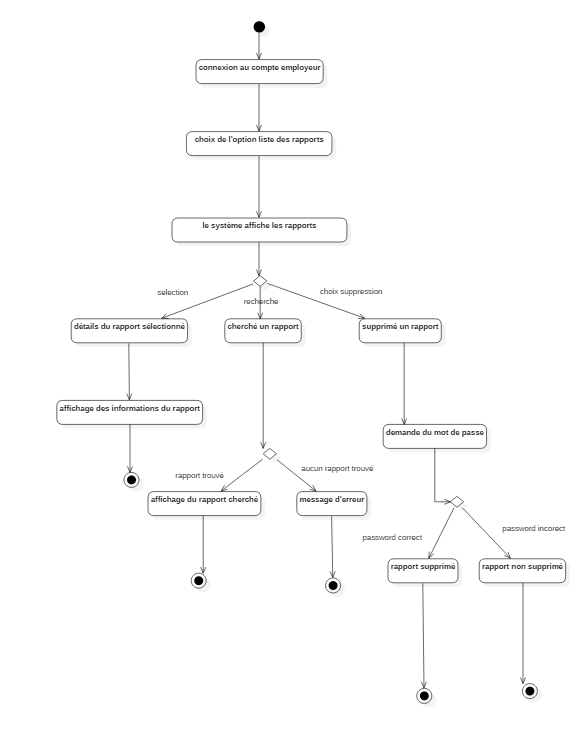 connexion au compte employeur
choix de l'option liste des rapports
le système affiche les rapports
selection
recherche
choix suppression
détails du rapport sélectionné
cherché un rapport
supprimé un rapport
affichage des informations du rapport
demande du mot de passe
rapport trouvé
aucun rapport trouvé
affichage du rapport cherché
message d'erreur
password correct
password incorect
rapport supprimé
rapport non supprimé